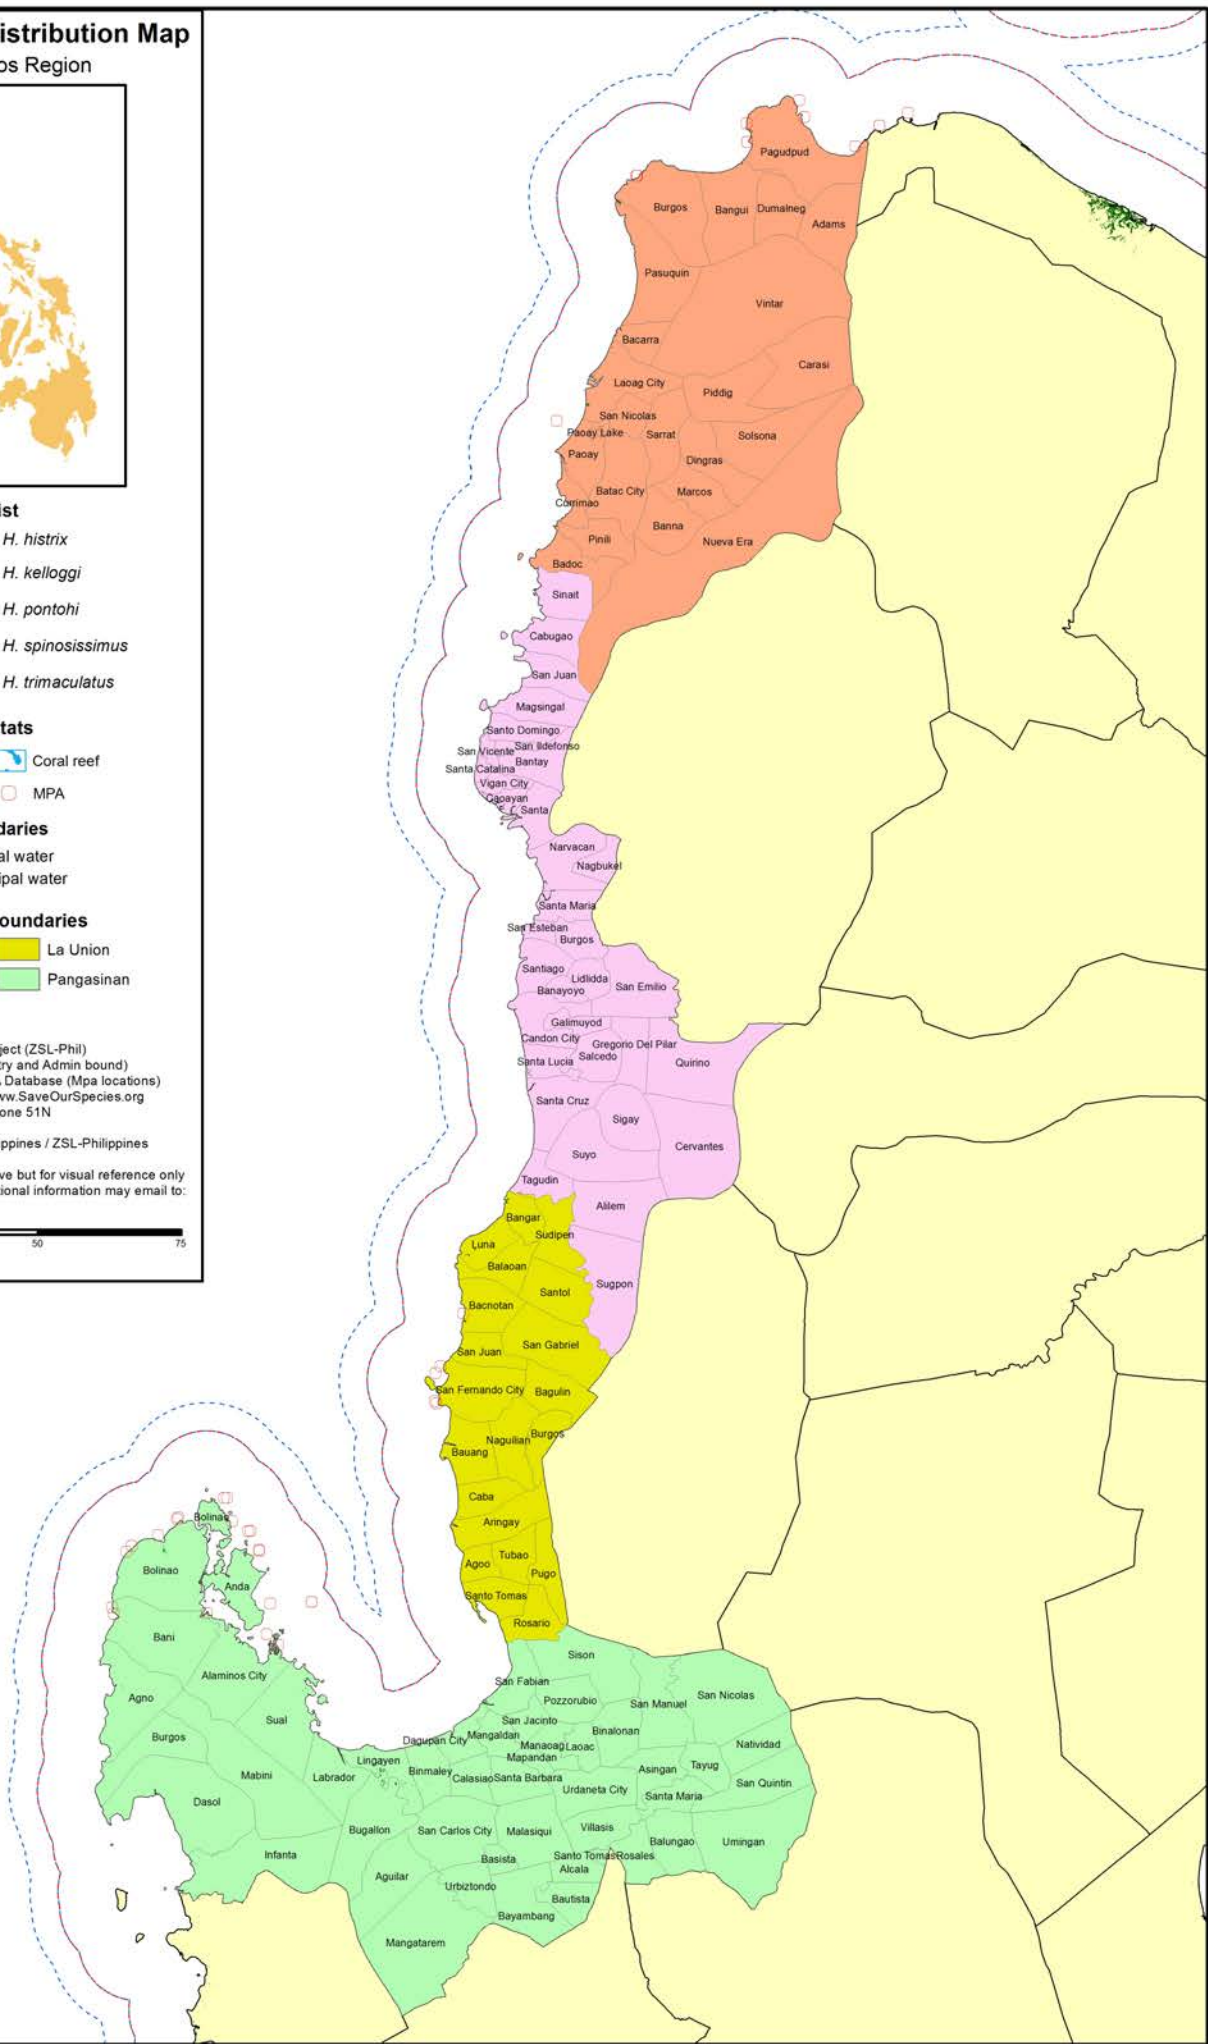 istribution Map
os Region
ist
H. histrix
H. kelloggi
H. pontohi
H. spinosissimus
H. trimaculatus
tats
Coral reef
MPA
daries
al water
ipal water
oundaries
La Union
Pangasinan
ject (ZSL-Phil)
try and Admin bound)
Database (Mpa locations)
ww.SaveOurSpecies.org
one 51N
ppines / ZSL-Philippines
ve but for visual reference only
tional information may email to:
50 75
Pagudpud
Burgos
Bangui
Dumalneg
Adams
Pasuquin
Vintar
Bacarra
Carasi
Laoag City
Piddig
San Nicolas
Paoay Lake
Sarrat
Solsona
Paoay
Dingras
Batac City
Marcos
Currimao
Banna
Pinili
Nueva Era
Badoc
Sinait
Cabugao
San Juan
Magsingal
Santo Domingo
San Ildefonso
San Vicente
Bantay
Santa Catalina
Vigan City
Caoayan
Santa
Narvacan
Nagbukel
Santa Maria
San Esteban
Burgos
Santiago
Lidlidda
Banayoyo
San Emilio
Galimuyod
Candon City
Gregorio Del Pilar
Salcedo
Santa Lucia
Quirino
Santa Cruz
Sigay
Cervantes
Suyo
Tagudin
Alilem
Bangar
Sudipen
Luna
Balaoan
Sugpon
Santol
Bacnotan
San Gabriel
San Juan
San Fernando City
Bagulin
Burgos
Naguilian
Bauang
Caba
Aringay
Tubao
Agoo
Pugo
Santo Tomas
Rosario
Bolinao
Bolinao
Anda
Bani
Alaminos City
Agno
Sual
Burgos
Mabini
Dasol
Infanta
Labrador
Lingayen
Bugallon
Aguilar
Mangatarem
Sison
San Fabian
Pozzorubio
San Manuel
San Nicolas
San Jacinto
Binalonan
Dagupan City
Mangaldan
Manaoag
Laoac
Natividad
Mapandan
Binmaley
Calasiao
Santa Barbara
Asingan
Tayug
Urdaneta City
San Quintin
Santa Maria
San Carlos City
Malasiqui
Villasis
Balungao
Umingan
Basista
Santo Tomas
Rosales
Alcala
Urbiztondo
Bautista
Bayambang